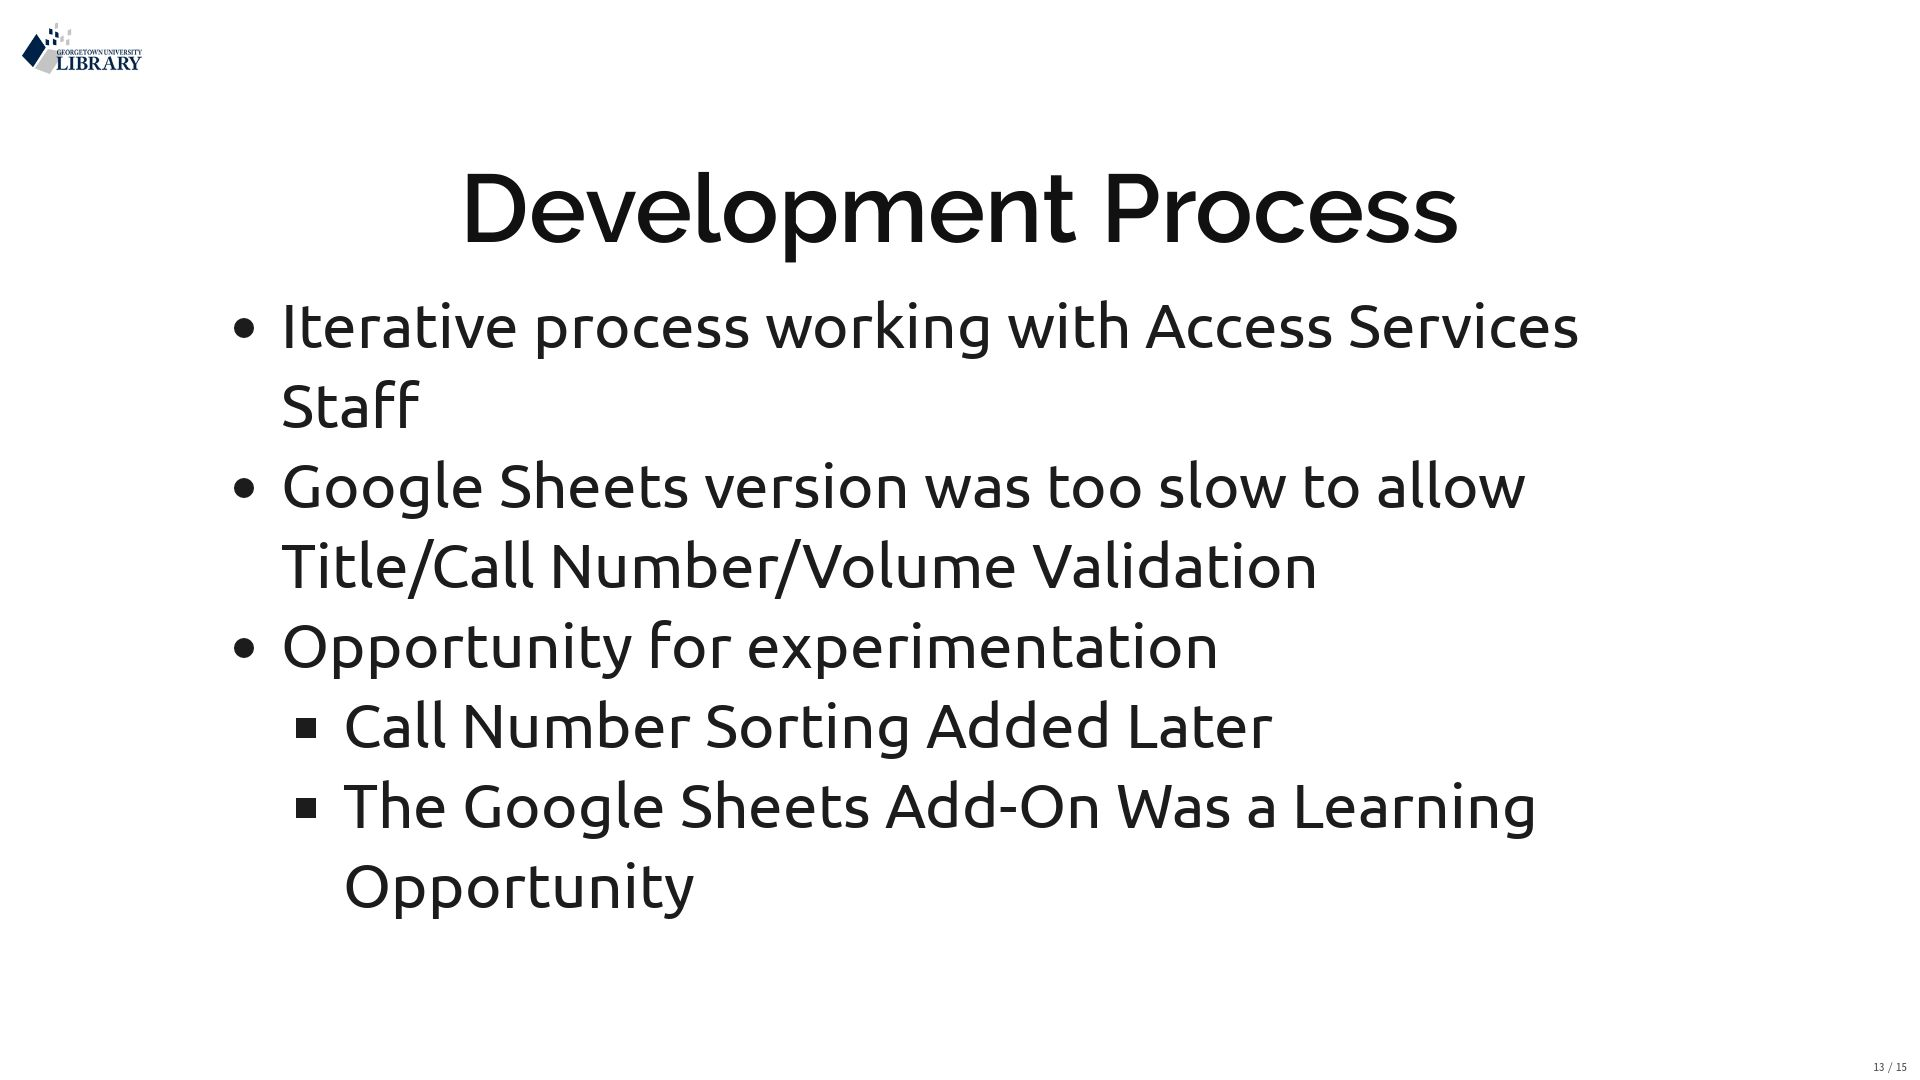 GEORGETOWN UNIVERSITY
LIBRARY
Development Process
Iterative process working with Access Services
Staff
Google Sheets version was too slow to allow
Title/Call Number/Volume Validation
Opportunity for experimentation
Call Number Sorting Added Later
The Google Sheets Add-On Was a Learning
Opportunity
13 / 15